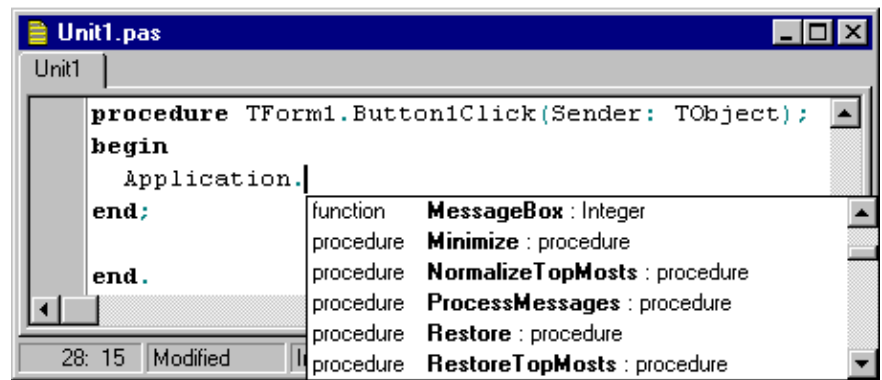 Unit1.pas
Unit1
procedure TForm1.Button1Click(Sender: TObject);
begin
Application.
end;
end.
function MessageBox : Integer
procedure Minimize : procedure
procedure NormalizeTopMosts : procedure
procedure ProcessMessages : procedure
procedure Restore : procedure
procedure RestoreTopMosts : procedure
28: 15 Modified